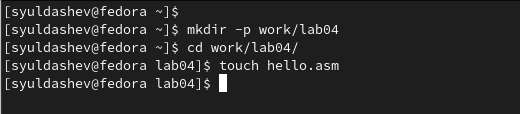 [syuldashev@fedora ~]$
[syuldashev@fedora ~]$ mkdir -p work/lab04
[syuldashev@fedora ~]$ cd work/lab04/
[syuldashev@fedora lab04]$ touch hello.asm
[syuldashev@fedora lab04]$